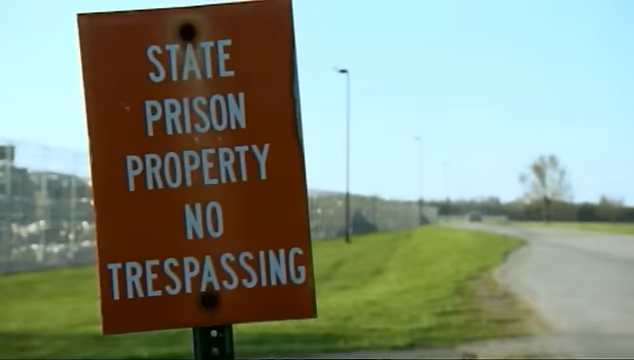 STATE
PRISON
PROPERTY
NO
TRESPASSING